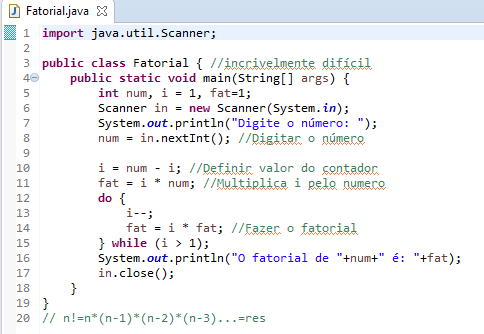 Fatorial.java
1 import java.util.Scanner;
2
3 public class Fatorial { //incrivelmente difícil
4 public static void main(String[] args) {
5 int num, i = 1, fat=1;
6 Scanner in = new Scanner(System.in);
7 System.out.println("Digite o número: ");
8 num = in.nextInt(); //Digitar o número
9
10 i = num - i; //Definir valor do contador
11 fat = i * num; //Multiplica i pelo numero
12 do {
13 i--;
14 fat = i * fat; //Fazer o fatorial
15 } while (i > 1);
16 System.out.println("O fatorial de "+num+" é: "+fat);
17 in.close();
18 }
19 }
20 // n!=n*(n-1)*(n-2)*(n-3)...=res